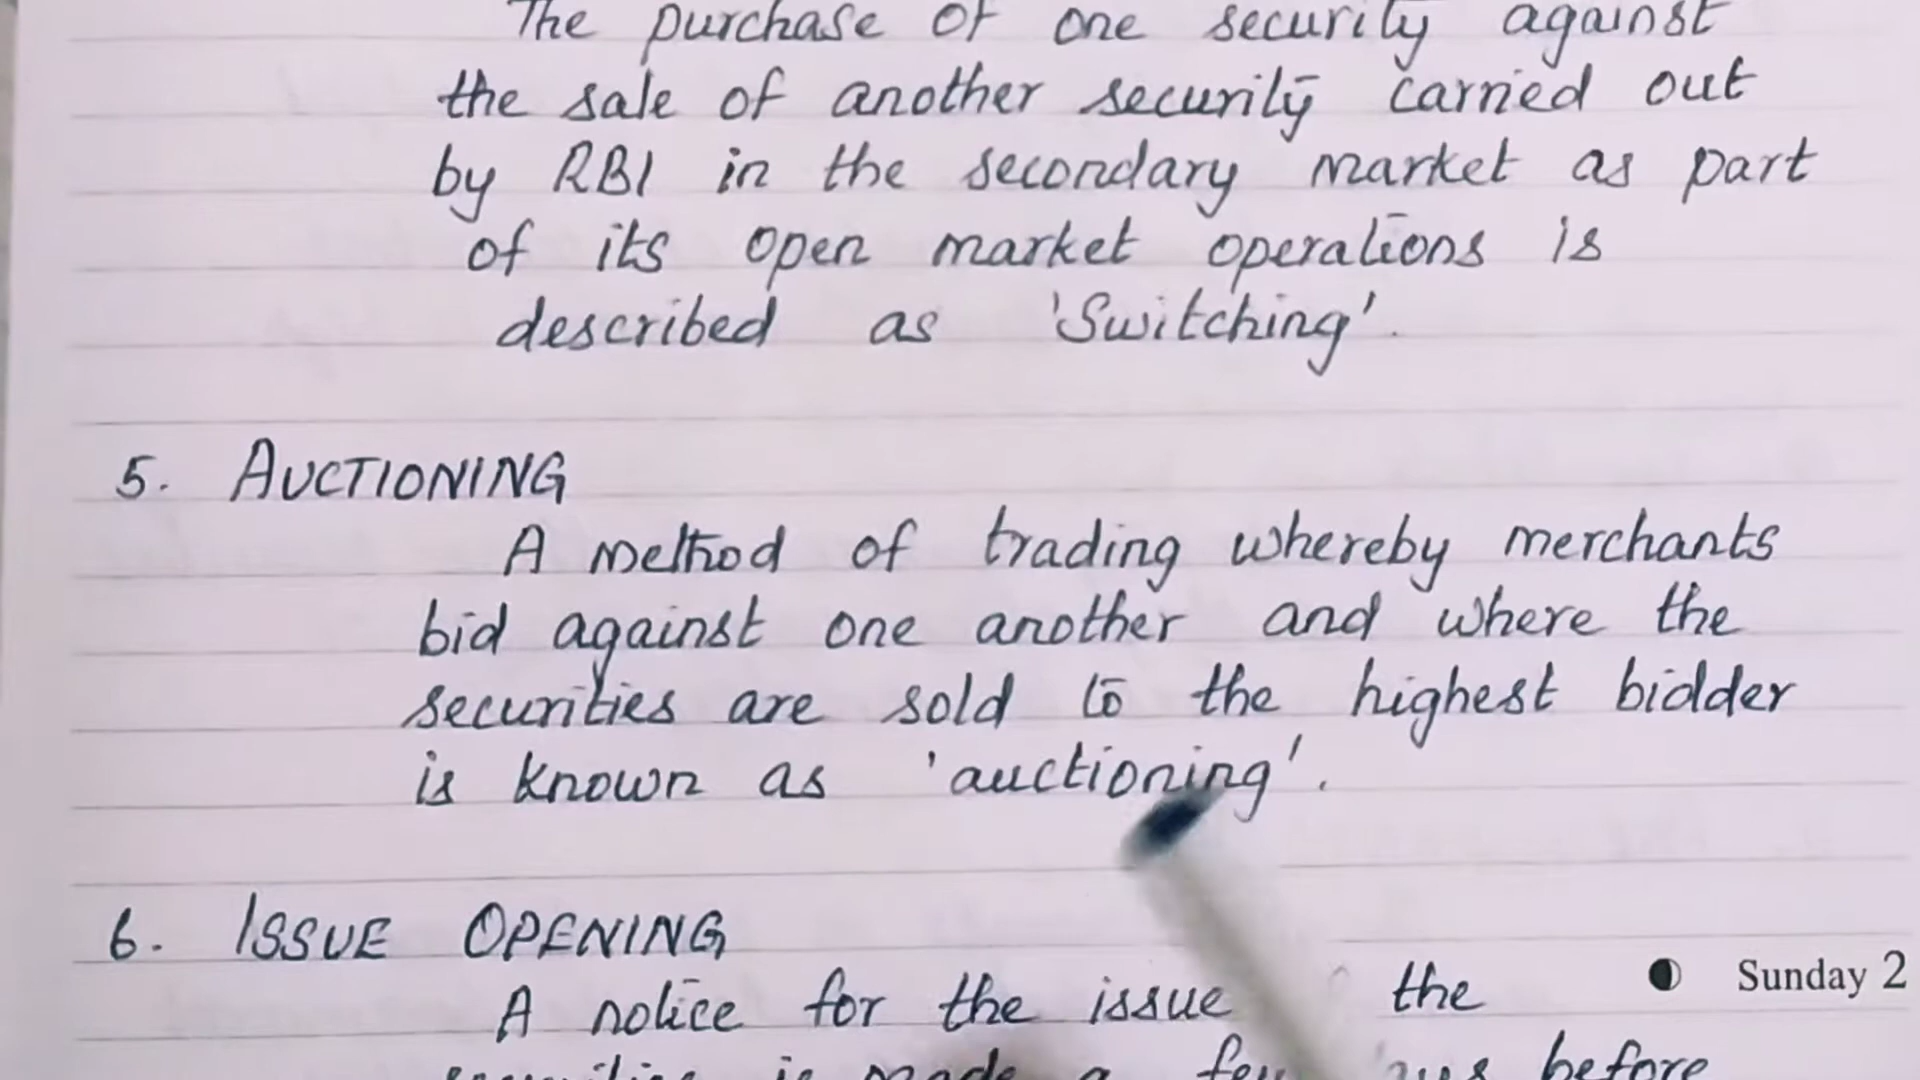 The purchase of one security against
the sale of another security carried out
by RBI in the secondary market as part
of its open market operations is
described as 'Switching'.
5. AUCTIONING
A method of trading whereby merchants
bid against one another and where the
securities are sold to the highest bidder
is known as 'auctioning'.
6. ISSUE OPENING
A notice for the issue the
Sunday 2
is made a before